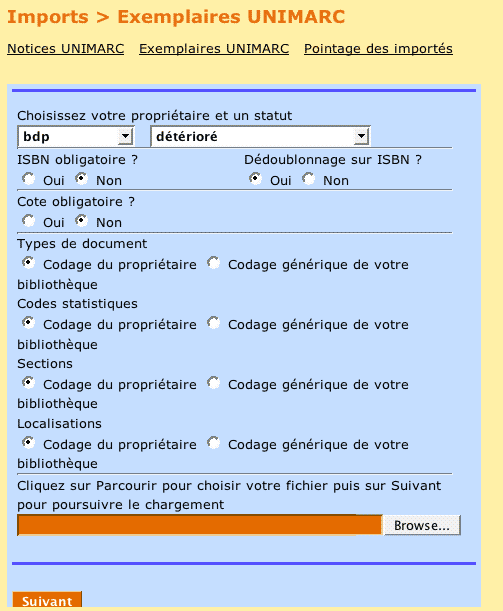 Imports > Exemplaires UNIMARC
Notices UNIMARC Exemplaires UNIMARC Pointage des importés
Choisissez votre propriétaire et un statut
bdp détérioré
ISBN obligatoire ? Dédoublonnage sur ISBN ?
Oui Non Oui Non
Cote obligatoire ?
Oui Non
Types de document
Codage du propriétaire Codage générique de votre
bibliothèque
Codes statistiques
Codage du propriétaire Codage générique de votre
bibliothèque
Sections
Codage du propriétaire Codage générique de votre
bibliothèque
Localisations
Codage du propriétaire Codage générique de votre
bibliothèque
Cliquez sur Parcourir pour choisir votre fichier puis sur Suivant
pour poursuivre le chargement
Browse...
Suivant